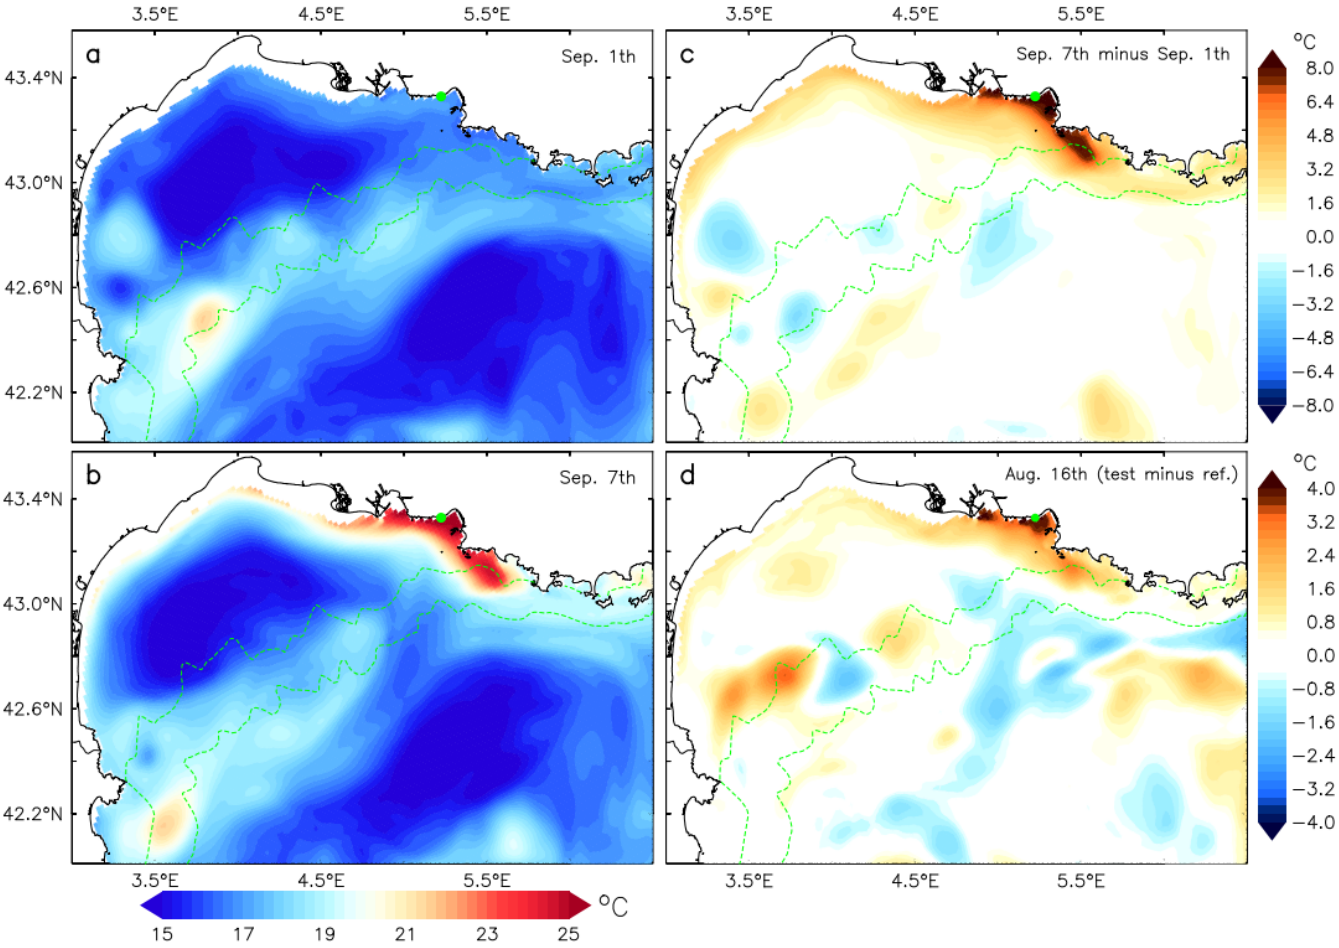 3.5°E 4.5°E 5.5°E 3.5°E 4.5°E 5.5°E
a Sep. 1th
c Sep. 7th minus Sep. 1th
°C
43.4°N
43.0°N
42.6°N
42.2°N
8.0
6.4
4.8
3.2
1.6
0.0
−1.6
−3.2
−4.8
−6.4
−8.0
b Sep. 7th
d Aug. 16th (test minus ref.)
°C
43.4°N
43.0°N
42.6°N
42.2°N
4.0
3.2
2.4
1.6
0.8
0.0
−0.8
−1.6
−2.4
−3.2
−4.0
3.5°E 4.5°E 5.5°E 3.5°E 4.5°E 5.5°E
°C
15 17 19 21 23 25